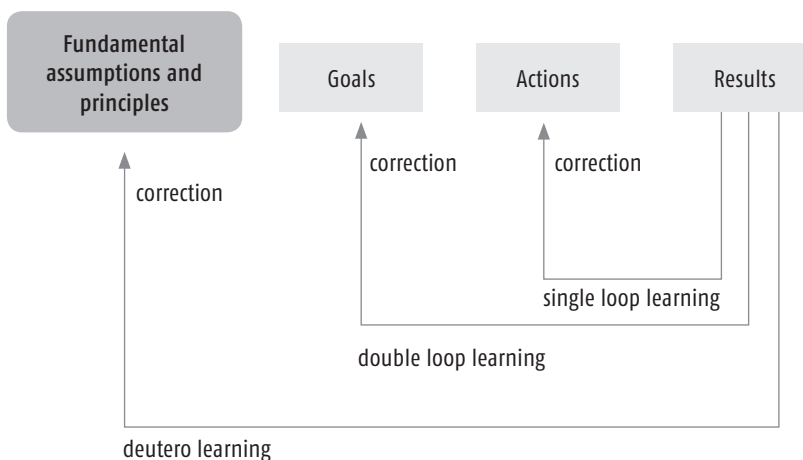 Fundamental
assumptions and
principles
Goals
Actions
Results
correction
correction
correction
single loop learning
double loop learning
deutero learning